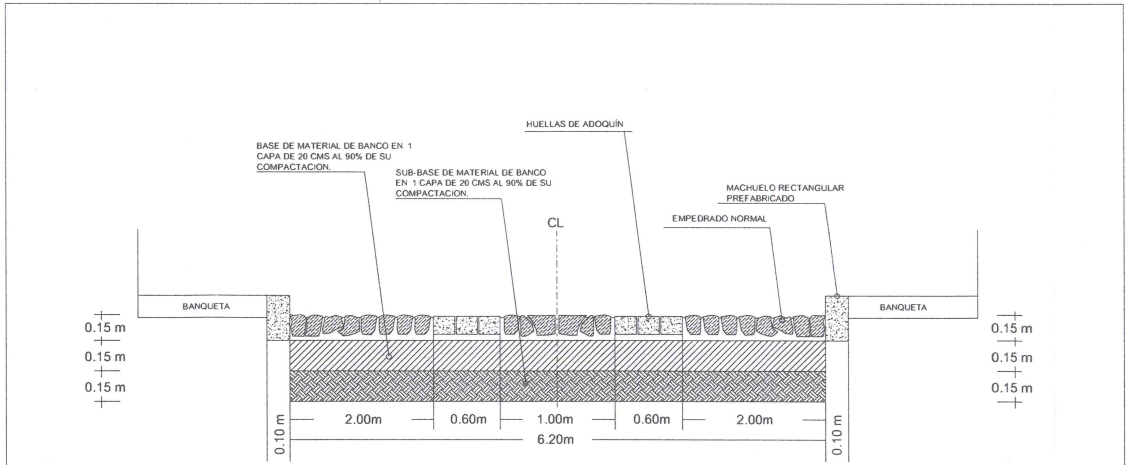 HUELLAS DE ADOQUÍN
BASE DE MATERIAL DE BANCO EN 1
CAPA DE 20 CMS AL 90% DE SU
COMPACTACION.
SUB-BASE DE MATERIAL DE BANCO
EN 1 CAPA DE 20 CMS AL 90% DE SU
COMPACTACION.
MACHUELO RECTANGULAR
PREFABRICADO
EMPEDRADO NORMAL
CL
BANQUETA
BANQUETA
0.15 m
0.15 m
0.15 m
0.15 m
0.15 m
0.15 m
0.10 m
2.00m
0.60m
1.00m
0.60m
2.00m
0.10 m
6.20m